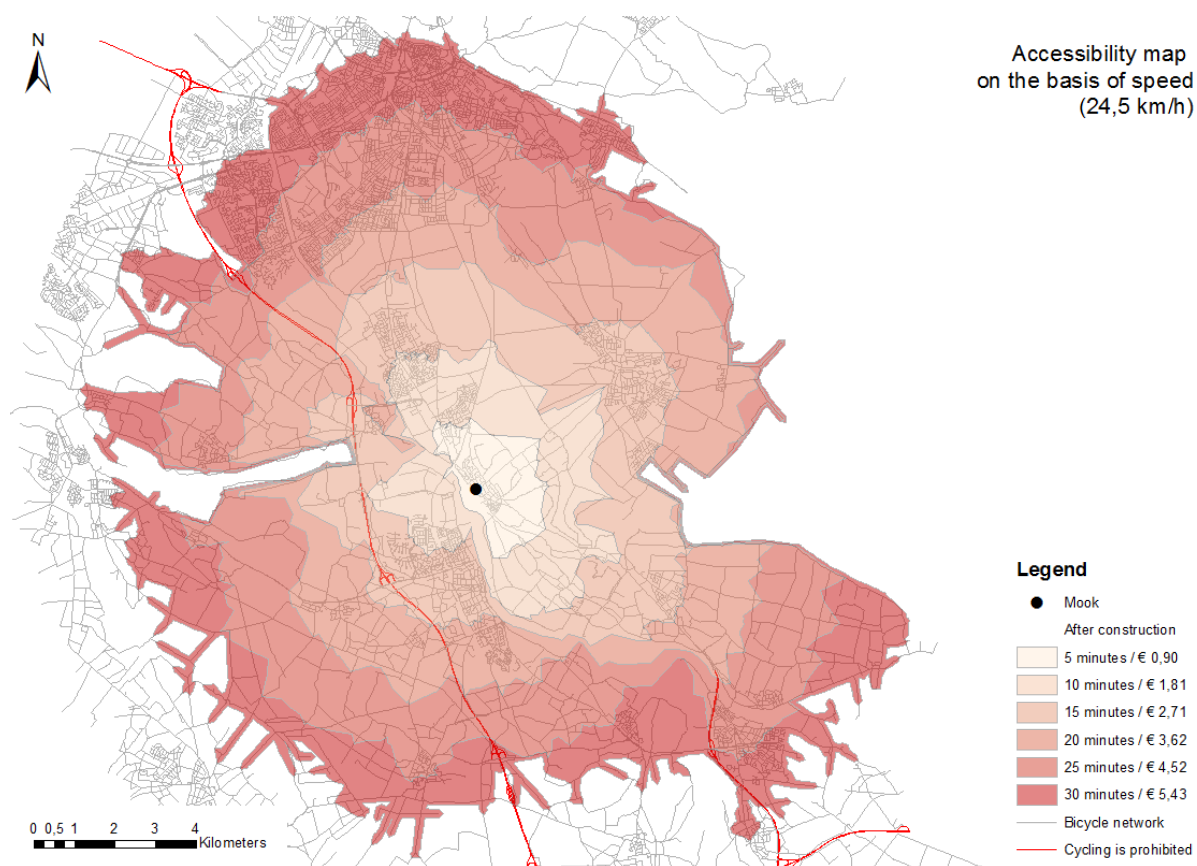 N
Accessibility map
on the basis of speed
(24,5 km/h)
Legend
Mook
After construction
5 minutes / € 0,90
10 minutes / € 1,81
15 minutes / € 2,71
20 minutes / € 3,62
25 minutes / € 4,52
30 minutes / € 5,43
Bicycle network
Cycling is prohibited
0 0,5 1 2 3 4
Kilometers